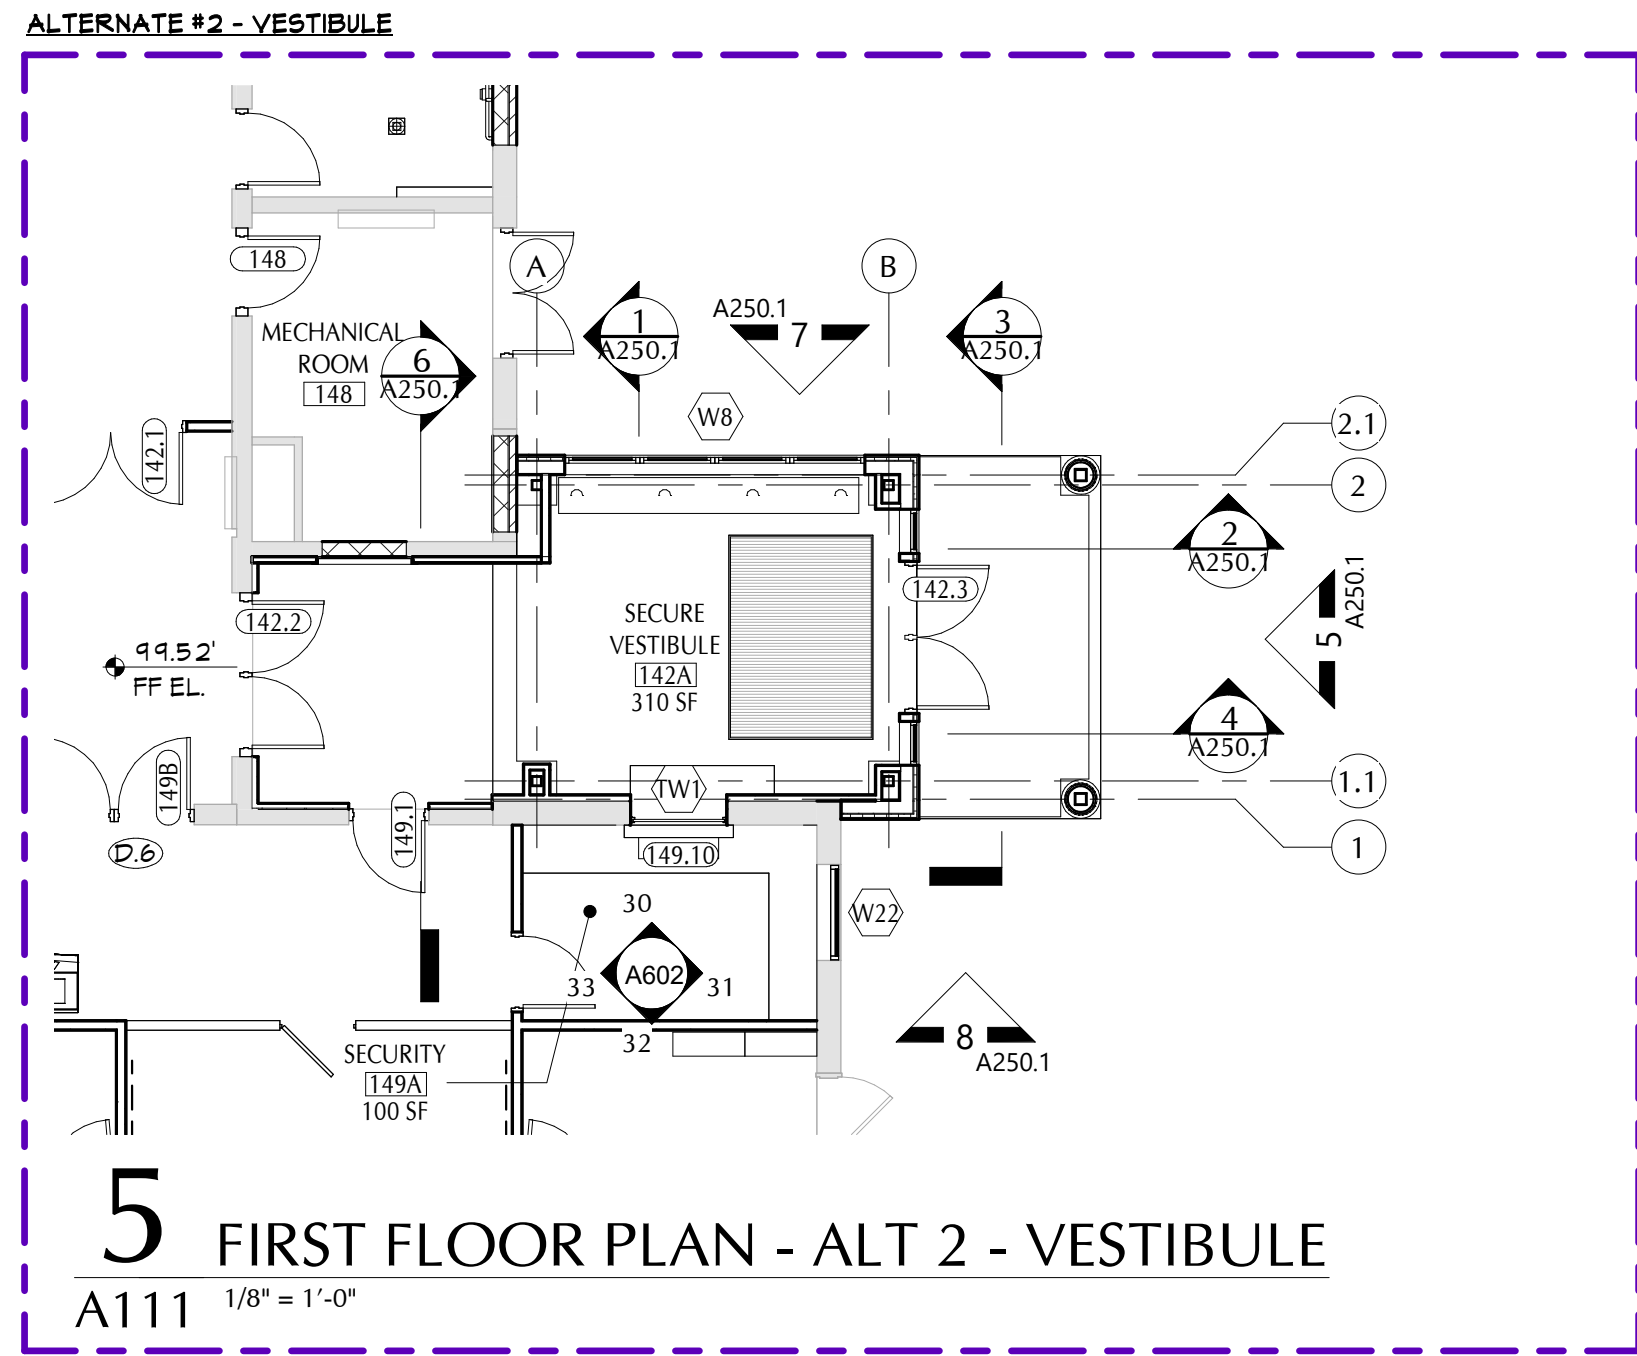 ALTERNATE #2 - VESTIBULE
148
A
B
1
A250.1
A250.1
7
3
A250.1
MECHANICAL
ROOM
148
6
A250.1
W8
2.1
2
142.1
2
A250.1
142.3
142.2
SECURE
VESTIBULE
142A
310 SF
5
A250.1
99.52'
FF EL.
4
A250.1
149B
TW1
1.1
149.1
149.10
1
D.6
30
W22
33
A602
31
32
8
A250.1
SECURITY
149A
100 SF
5
FIRST FLOOR PLAN - ALT 2 - VESTIBULE
A111
1/8" = 1'-0"